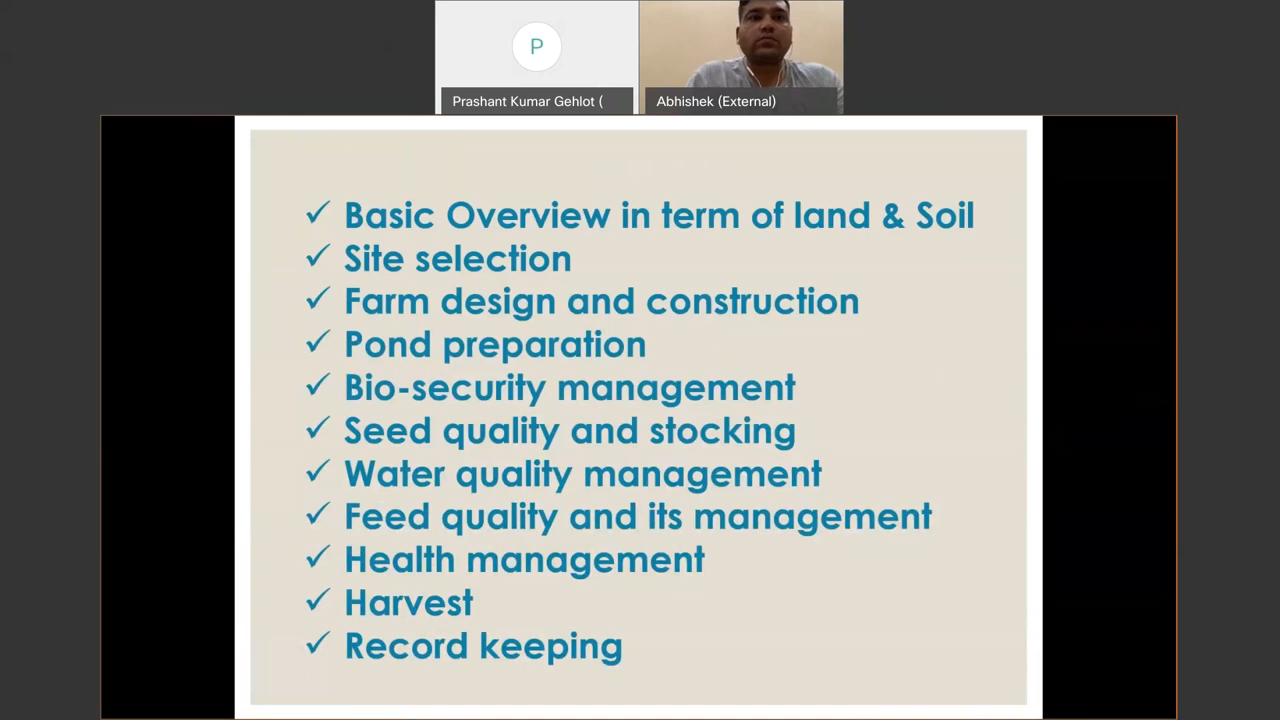 P
Prashant Kumar Gehlot (
Abhishek (External)
✓ Basic Overview in term of land & Soil
✓ Site selection
✓ Farm design and construction
✓ Pond preparation
✓ Bio-security management
✓ Seed quality and stocking
✓ Water quality management
✓ Feed quality and its management
✓ Health management
✓ Harvest
✓ Record keeping